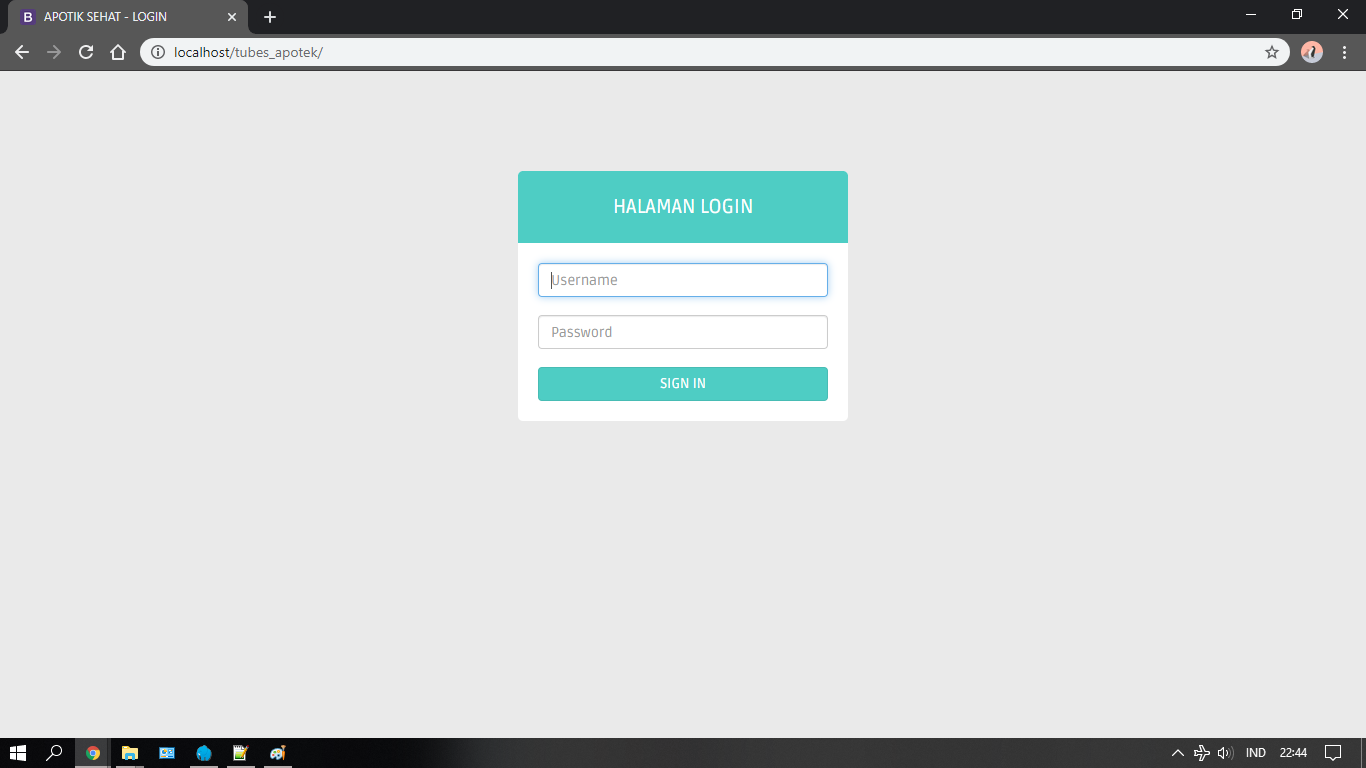 APOTIK SEHAT - LOGIN
localhost/tubes_apotek/
HALAMAN LOGIN
Username
Password
SIGN IN
IND
22:44